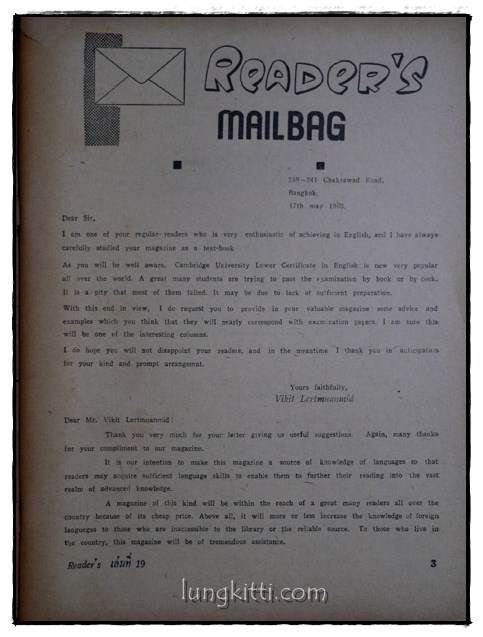 READER'S
MAILBAG
239-241 Chakrawad Road,
Bangkok.
17th may
Dear Sir,
I am one of your regular readers who is very enthusiastic of achieving in English, and I have always
carefully studied your magazine as a text-book
As you will be well aware, Cambridge University Lower Certificate in English is now very popular
all over the world. A great many students are trying to pass the examination by hook or by cock.
It is a pity that most of them failed. It may be due to lack of sufficient preparation.
With this end in view, I do request you to provide in your valuable magazine some advice and
examples which you think that they will nearly correspond with examination papers. I am sure this
will be one of the interesting columns.
I do hope you will not disappoint your readers, and in the meantime I thank you in anticipation
for your kind and prompt arrangement.
Yours faithfully,
Vikit Lertmuanmid
Dear Mr. Vikit Lertmuanmid:
Thank you very much for your letter giving us useful suggestions. Again, many thanks
for your compliment to our magazine.
It is our intention to make this magazine a source of knowledge of languages so that
readers may acquire sufficient language skills to enable them to further their reading into the vast
realm of advanced knowledge.
A magazine of this kind will be within the reach of a great many readers all over the
country because of its cheap price. Above all, it will more or less increase the knowledge of foreign
langueges to those who are inaccessible to the library or the reliable source. To those who live in
the country, this magazine will be of tremendous assistance.
Reader's เล่มที่ 19 3
lungkitti.com